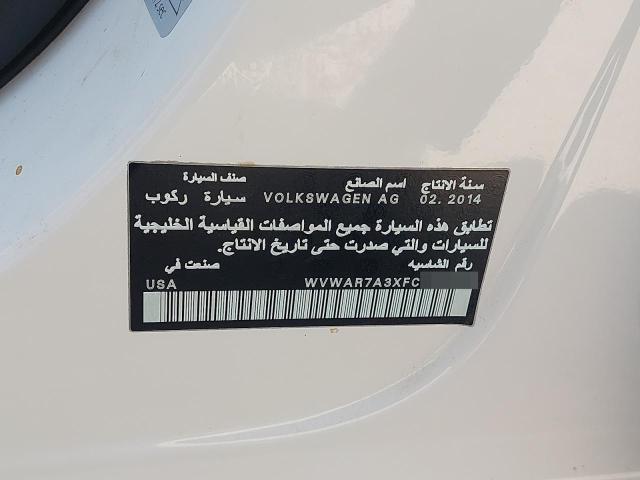 سنة الانتاج اسم الصانع صنف السيارة
02. 2014 VOLKSWAGEN AG سيارة ركوب
تطابق هذه السيارة جميع المواصفات القياسية الخليجية
للسيارات والتي صدرت حتى تاريخ الانتاج.
رقم الشاسيه صنعت في
WVWAR7A3XFC USA